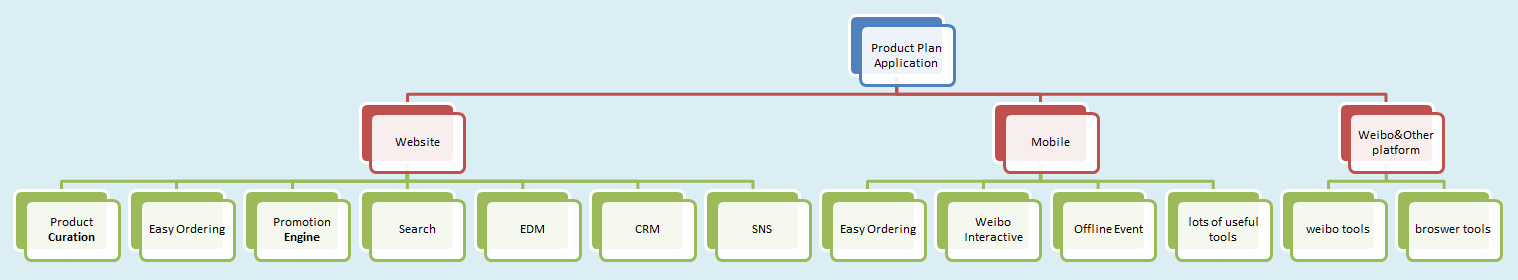 Product Plan
Application
Website
Mobile
Weibo&Other
platform
Product
Curation
Easy Ordering
Promotion
Engine
Search
EDM
CRM
SNS
Easy Ordering
Weibo
Interactive
Offline Event
lots of useful
tools
weibo tools
broswer tools